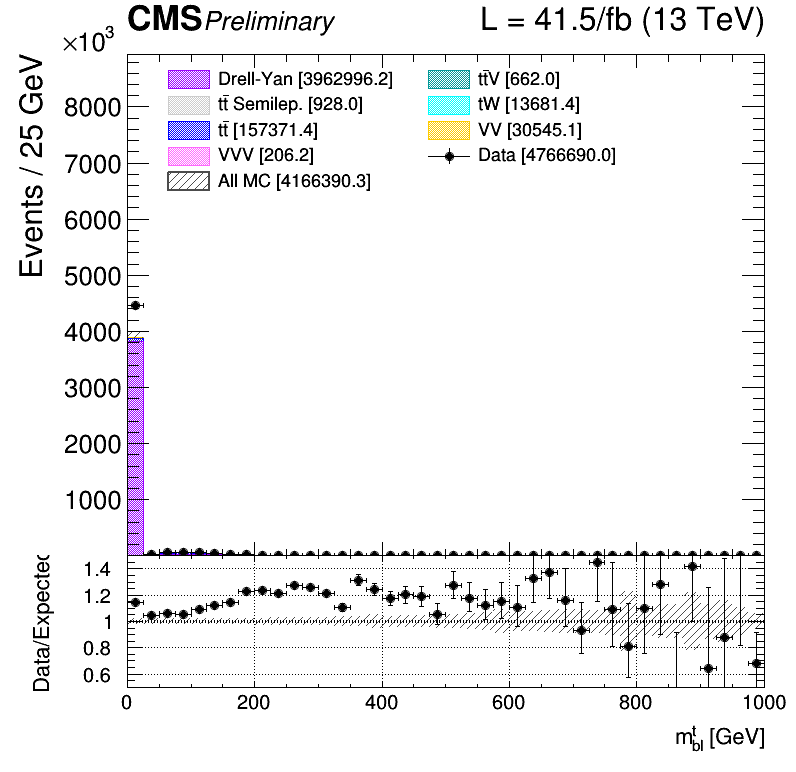 CMS Preliminary L = 41.5/fb (13 TeV)
×10³
Events / 25 GeV
Drell-Yan [3962996.2]
tt̄ Semilep. [928.0]
tt̄ [157371.4]
VVV [206.2]
All MC [4166390.3]
tt̄V [662.0]
tW [13681.4]
VV [30545.1]
Data [4766690.0]
8000
7000
6000
5000
4000
3000
2000
1000
Data/Expected
1.4
1.2
1
0.8
0.6
0 200 400 600 800 1000
m^t_bl [GeV]